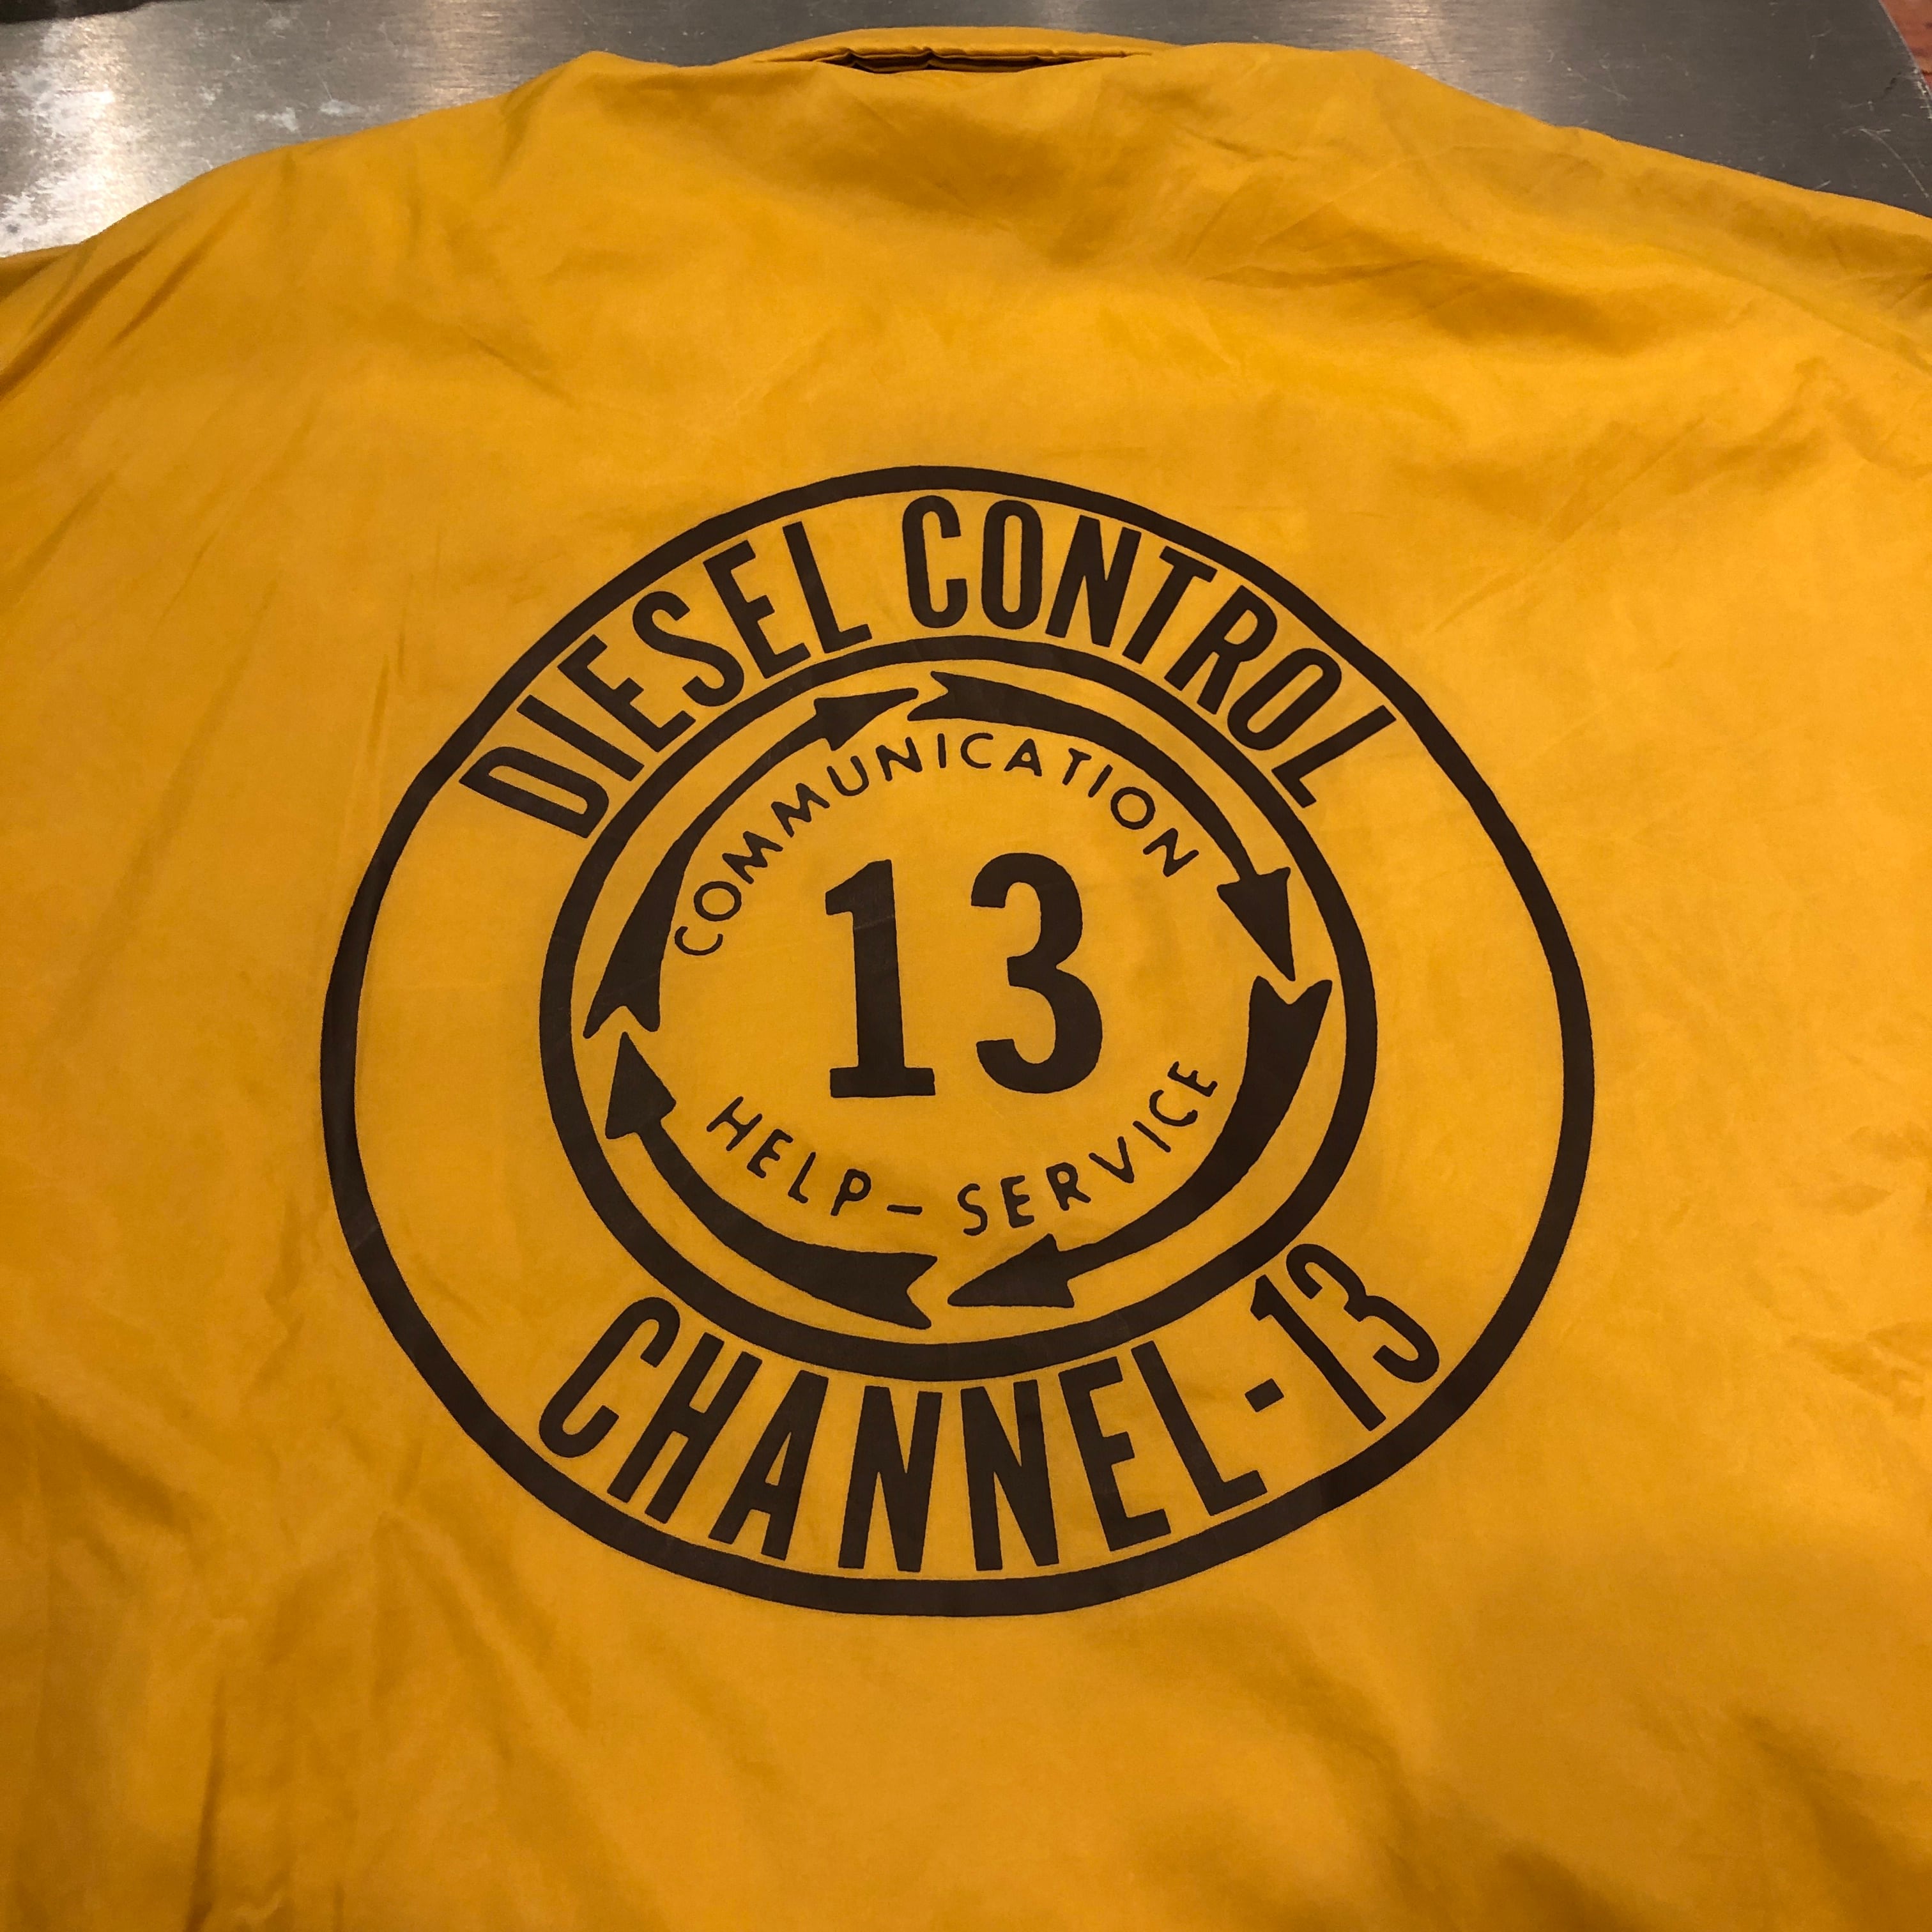 DIESEL CONTROL
COMMUNICATION
13
HELP-SERVICE
CHANNEL-13